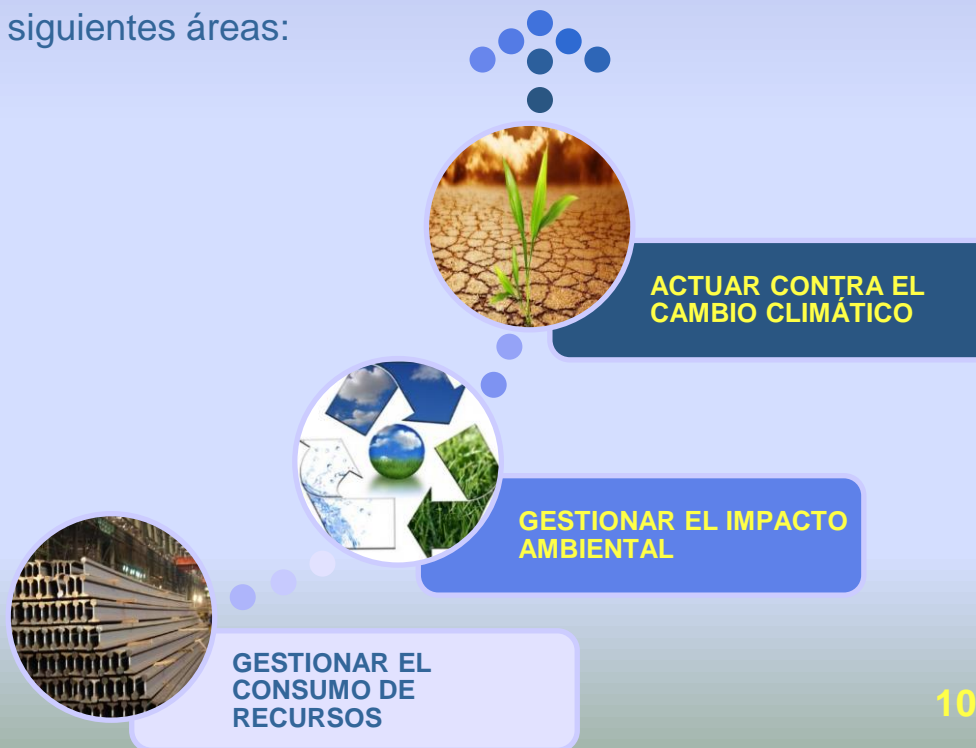 siguientes áreas:
ACTUAR CONTRA EL
CAMBIO CLIMÁTICO
GESTIONAR EL IMPACTO
AMBIENTAL
GESTIONAR EL
CONSUMO DE
RECURSOS
10